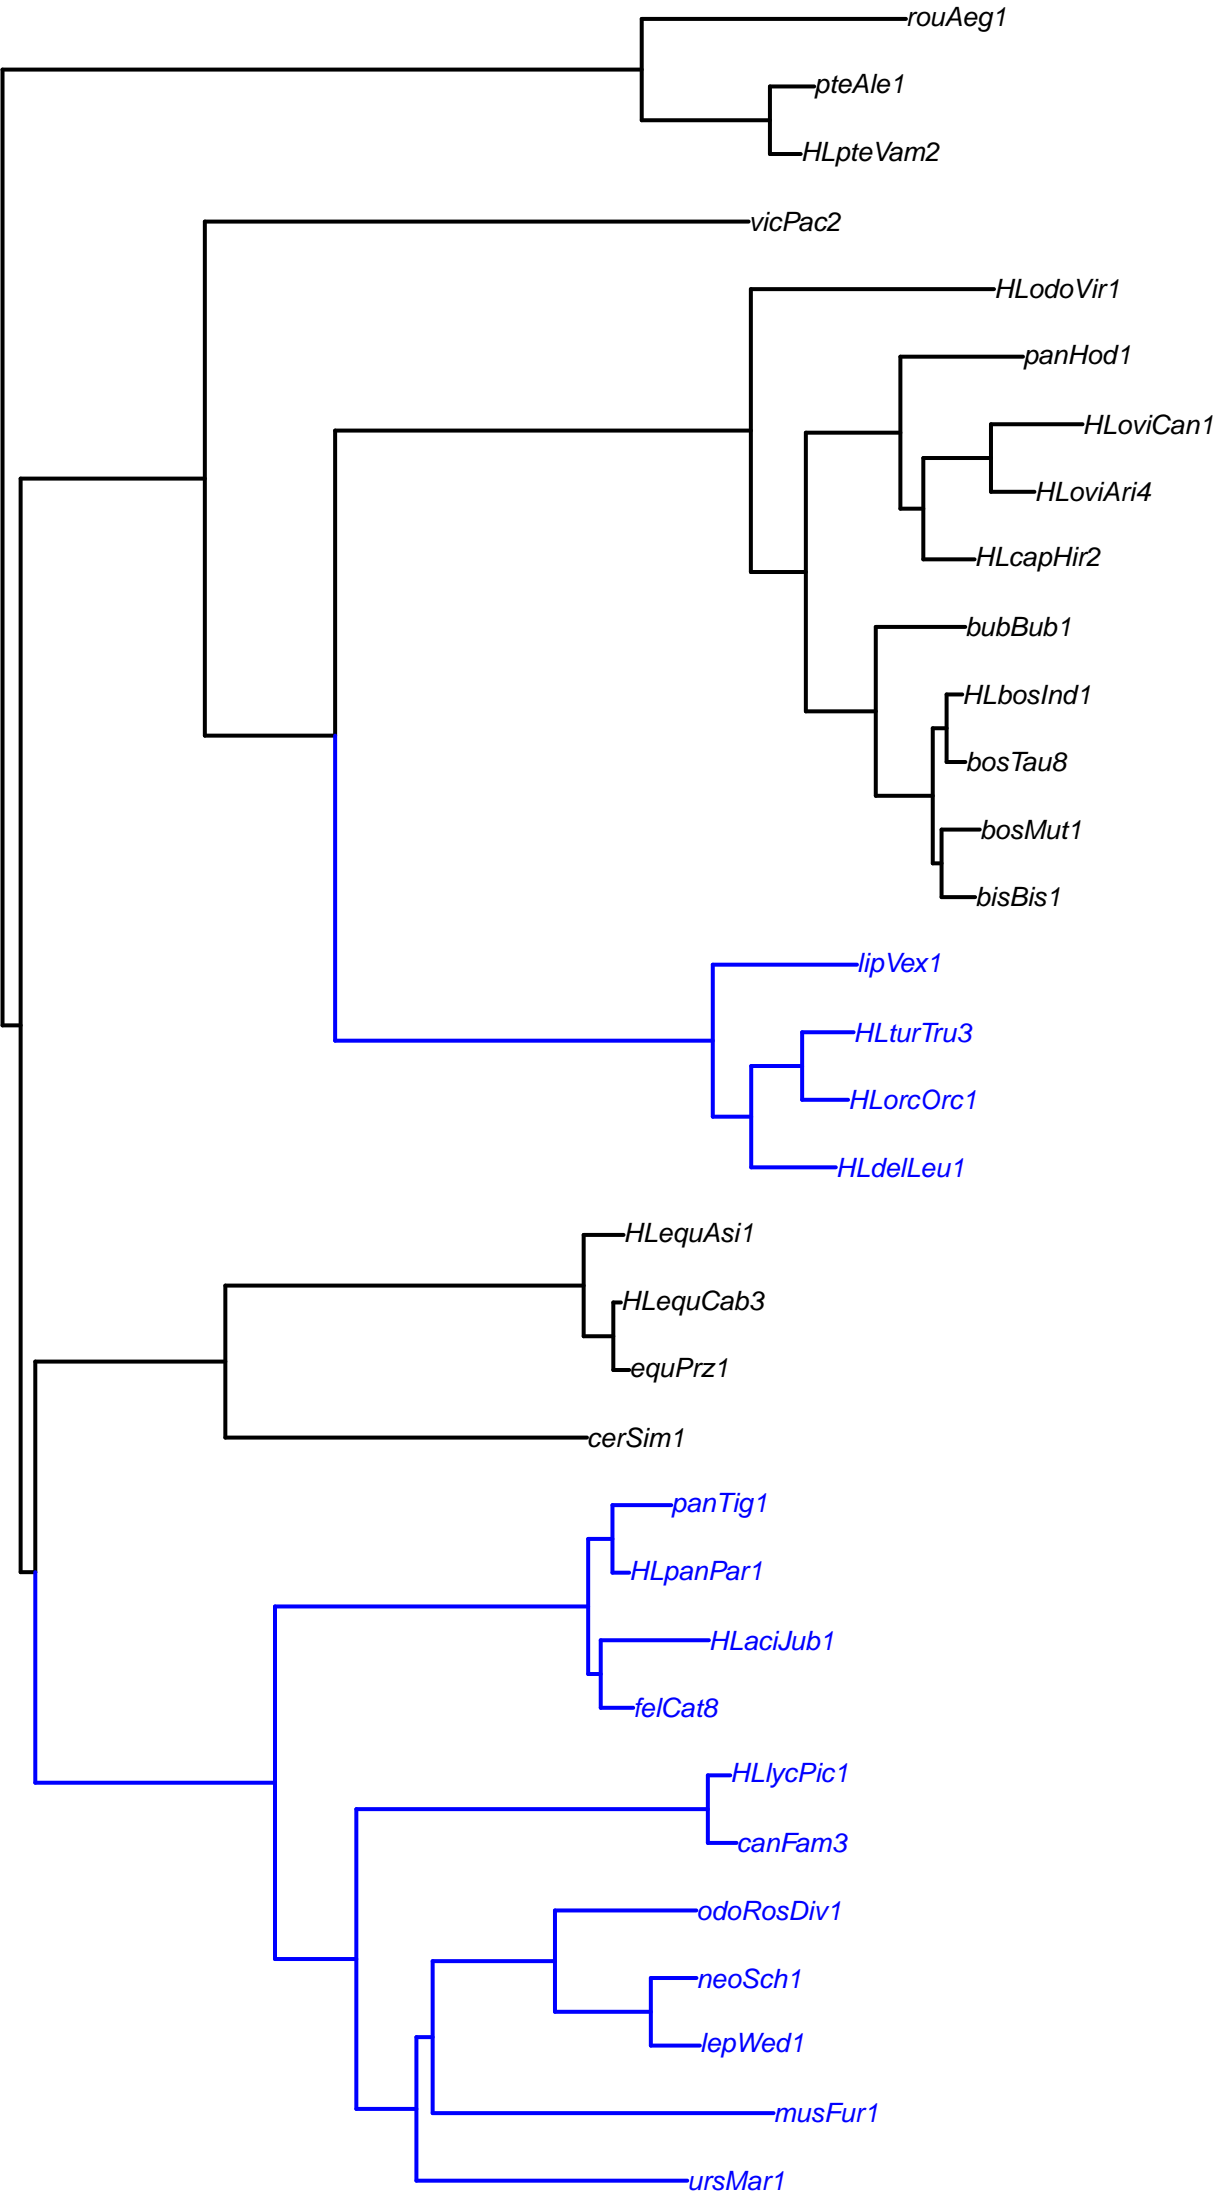 rouAeg1
pteAle1
HLpteVam2
vicPac2
HLodoVir1
panHod1
HLoviCan1
HLoviAri4
HLcapHir2
bubBub1
HLbosInd1
bosTau8
bosMut1
bisBis1
lipVex1
HLturTru3
HLorcOrc1
HLdelLeu1
HLequAsi1
HLequCab3
equPrz1
cerSim1
panTig1
HLpanPar1
HLaciJub1
felCat8
HLlycPic1
canFam3
odoRosDiv1
neoSch1
lepWed1
musFur1
ursMar1